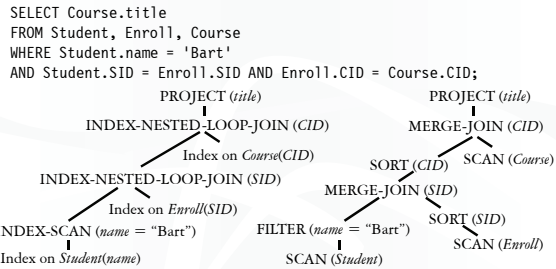 SELECT Course.title
FROM Student, Enroll, Course
WHERE Student.name = 'Bart'
AND Student.SID = Enroll.SID AND Enroll.CID = Course.CID;
PROJECT (title)
INDEX-NESTED-LOOP-JOIN (CID)
Index on Course(CID)
INDEX-NESTED-LOOP-JOIN (SID)
Index on Enroll(SID)
NDEX-SCAN (name = “Bart”)
Index on Student(name)
PROJECT (title)
MERGE-JOIN (CID)
SORT (CID)
SCAN (Course)
MERGE-JOIN (SID)
FILTER (name = “Bart”)
SORT (SID)
SCAN (Student)
SCAN (Enroll)